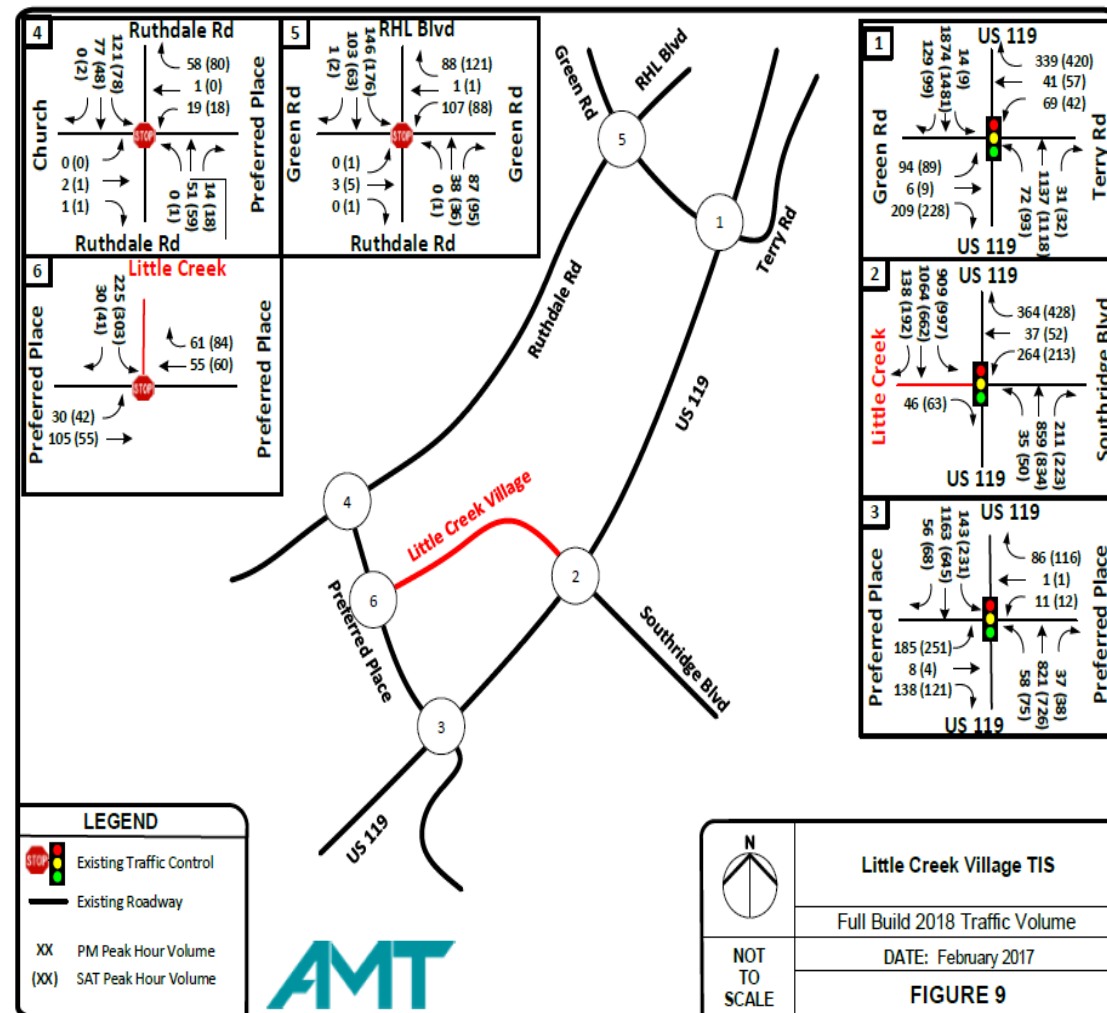 4
Ruthdale Rd
0 (2)
77 (48)
121 (78)
58 (80)
1 (0)
19 (18)
Church
Preferred Place
STOP
0 (0)
2 (1)
1 (1)
0 (1)
51 (59)
14 (18)
Ruthdale Rd
5
RHL Blvd
1 (2)
103 (63)
146 (176)
88 (121)
1 (1)
107 (88)
Green Rd
Green Rd
STOP
0 (1)
3 (5)
0 (1)
0 (1)
38 (36)
87 (95)
Ruthdale Rd
6
Little Creek
30 (41)
225 (303)
61 (84)
55 (60)
Preferred Place
Preferred Place
STOP
30 (42)
105 (55)
1
US 119
129 (99)
1874 (1481)
14 (9)
339 (420)
41 (57)
69 (42)
Green Rd
Terry Rd
94 (89)
6 (9)
209 (228)
72 (93)
1137 (1118)
31 (32)
US 119
2
US 119
138 (192)
1064 (662)
909 (997)
364 (428)
37 (52)
264 (213)
Little Creek
Southridge Blvd
46 (63)
35 (50)
859 (834)
211 (223)
US 119
3
US 119
56 (68)
1163 (645)
143 (231)
86 (116)
1 (1)
11 (12)
Preferred Place
Preferred Place
185 (251)
8 (4)
138 (121)
58 (75)
821 (726)
37 (38)
US 119
Green Rd
RHL Blvd
5
1
Terry Rd
Ruthdale Rd
US 119
4
Little Creek Village
2
6
Preferred Place
Southridge Blvd
3
US 119
LEGEND
STOP
Existing Traffic Control
Existing Roadway
XX PM Peak Hour Volume
(XX) SAT Peak Hour Volume
AMT
N
NOT
TO
SCALE
Little Creek Village TIS
Full Build 2018 Traffic Volume
DATE: February 2017
FIGURE 9